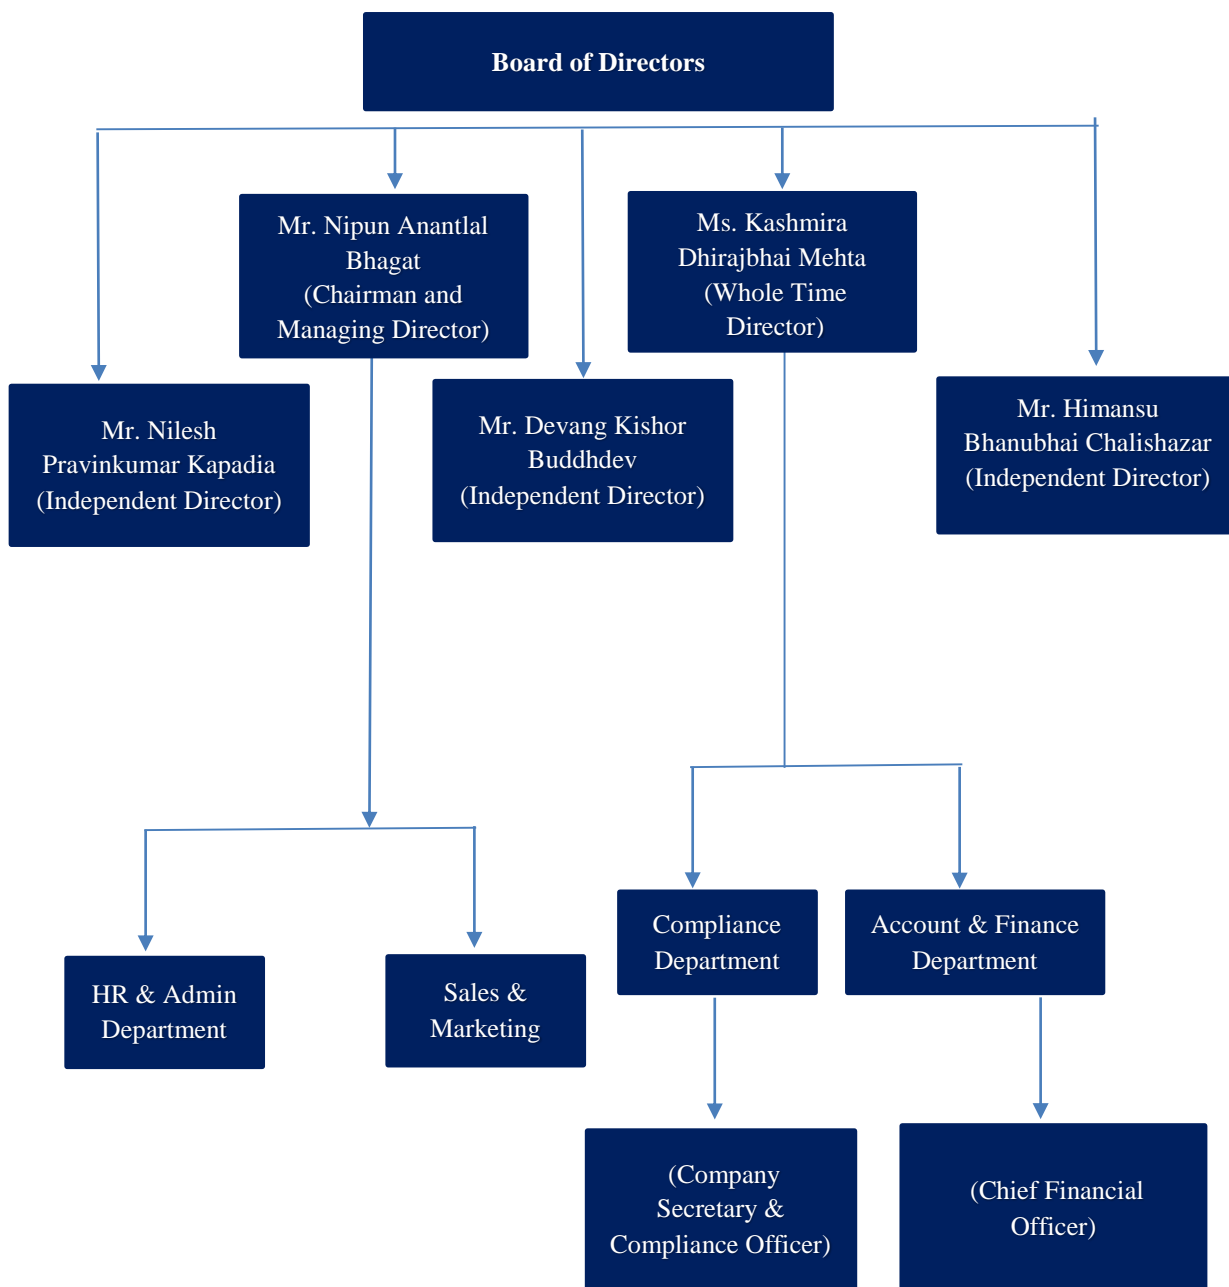 Board of Directors
Mr. Nipun Anantlal
Bhagat
(Chairman and
Managing Director)
Ms. Kashmira
Dhirajbhai Mehta
(Whole Time
Director)
Mr. Nilesh
Pravinkumar Kapadia
(Independent Director)
Mr. Devang Kishor
Buddhdev
(Independent Director)
Mr. Himansu
Bhanubhai Chalishazar
(Independent Director)
HR & Admin
Department
Sales &
Marketing
Compliance
Department
Account & Finance
Department
(Company
Secretary &
Compliance Officer)
(Chief Financial
Officer)